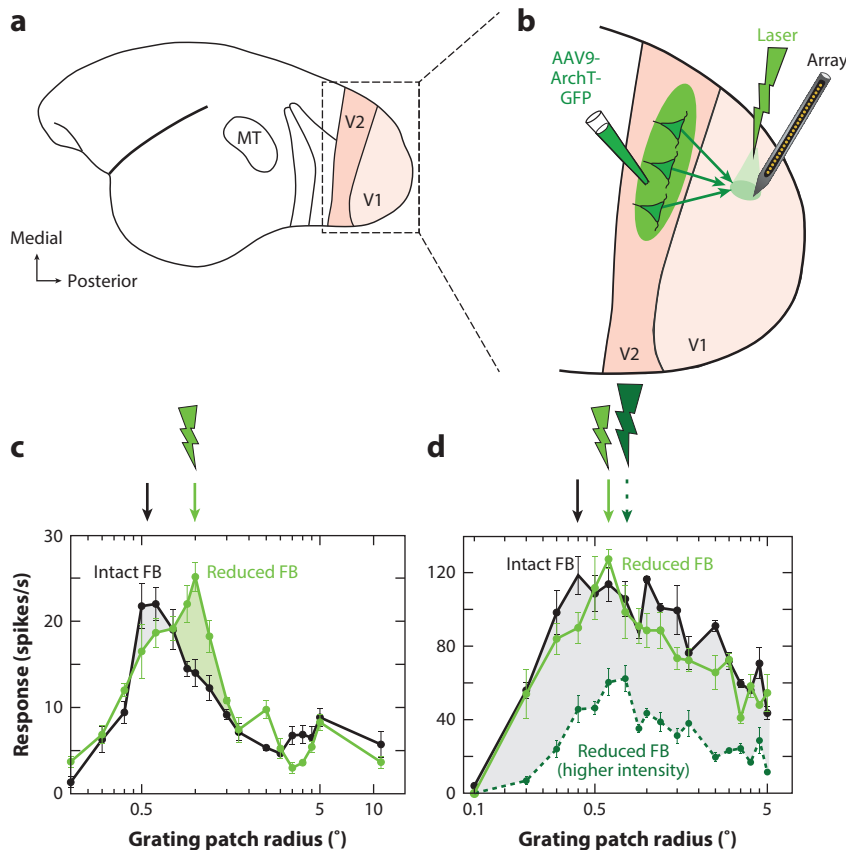 a
MT
V2
V1
Medial
Posterior
b
AAV9-
ArchT-
GFP
Laser
Array
V2
V1
c
30
20
10
0
Response (spikes/s)
Intact FB
Reduced FB
0.5
5
10
Grating patch radius (°)
d
120
80
40
0
Intact FB
Reduced FB
Reduced FB
(higher intensity)
0.1
0.5
5
Grating patch radius (°)